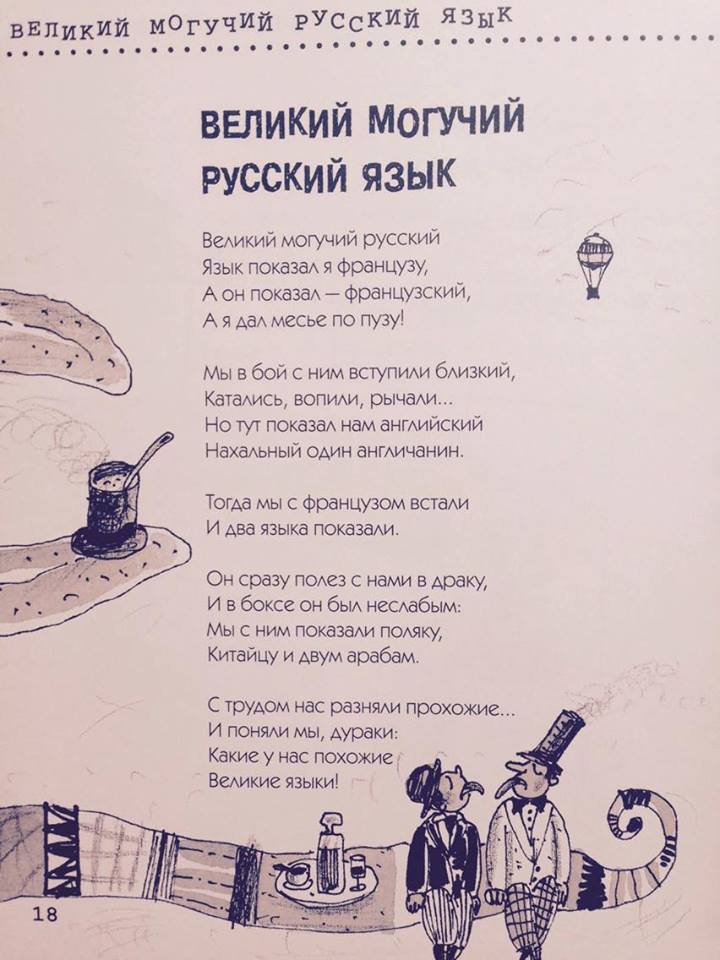 ВЕЛИКИЙ МОГУЧИЙ РУССКИЙ ЯЗЫК
ВЕЛИКИЙ МОГУЧИЙ
РУССКИЙ ЯЗЫК
Великий могучий русский
Язык показал я французу,
А он показал — французский,
А я дал месье по пузу!
Мы в бой с ним вступили близкий,
Катались, вопили, рычали...
Но тут показал нам английский
Нахальный один англичанин.
Тогда мы с французом встали
И два языка показали.
Он сразу полез с нами в драку,
И в боксе он был неслабым:
Мы с ним показали поляку,
Китайцу и двум арабам.
С трудом нас разняли прохожие...
И поняли мы, дураки:
Какие у нас похожие
Великие языки!
18